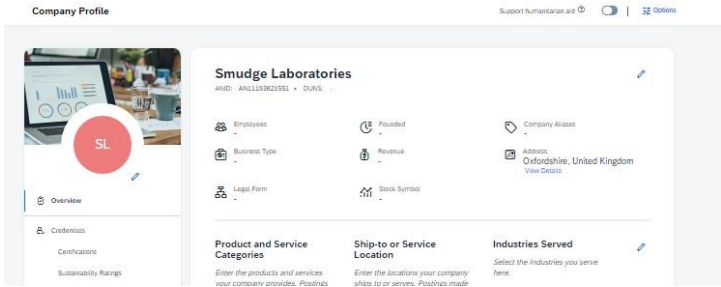 Company Profile
Support humanitarian aid
Options
SL
Overview
Credentials
Certifications
Sustainability Ratings
Smudge Laboratories
ANID: AN11193821551 • DUNS: -
Employees
-
Founded
-
Company Aliases
-
Business Type
-
Revenue
-
Address
Oxfordshire, United Kingdom
View Details
Legal Form
-
Stock Symbol
-
Product and Service
Categories
Enter the products and services
your company provides. Postings
Ship-to or Service
Location
Enter the locations your company
ships to or serves. Postings made
Industries Served
Select the industries you serve
here.